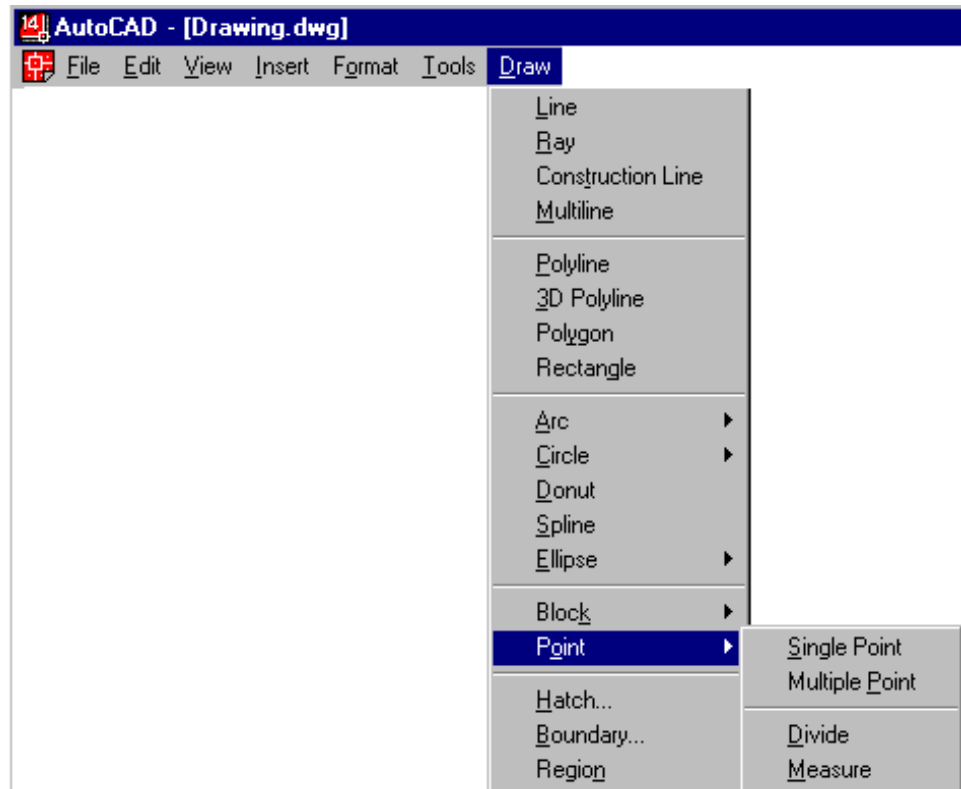 14 AutoCAD - [Drawing.dwg]
File Edit View Insert Format Tools Draw
Line
Ray
Construction Line
Multiline
Polyline
3D Polyline
Polygon
Rectangle
Arc
Circle
Donut
Spline
Ellipse
Block
Point
Single Point
Multiple Point
Hatch...
Boundary...
Divide
Region
Measure